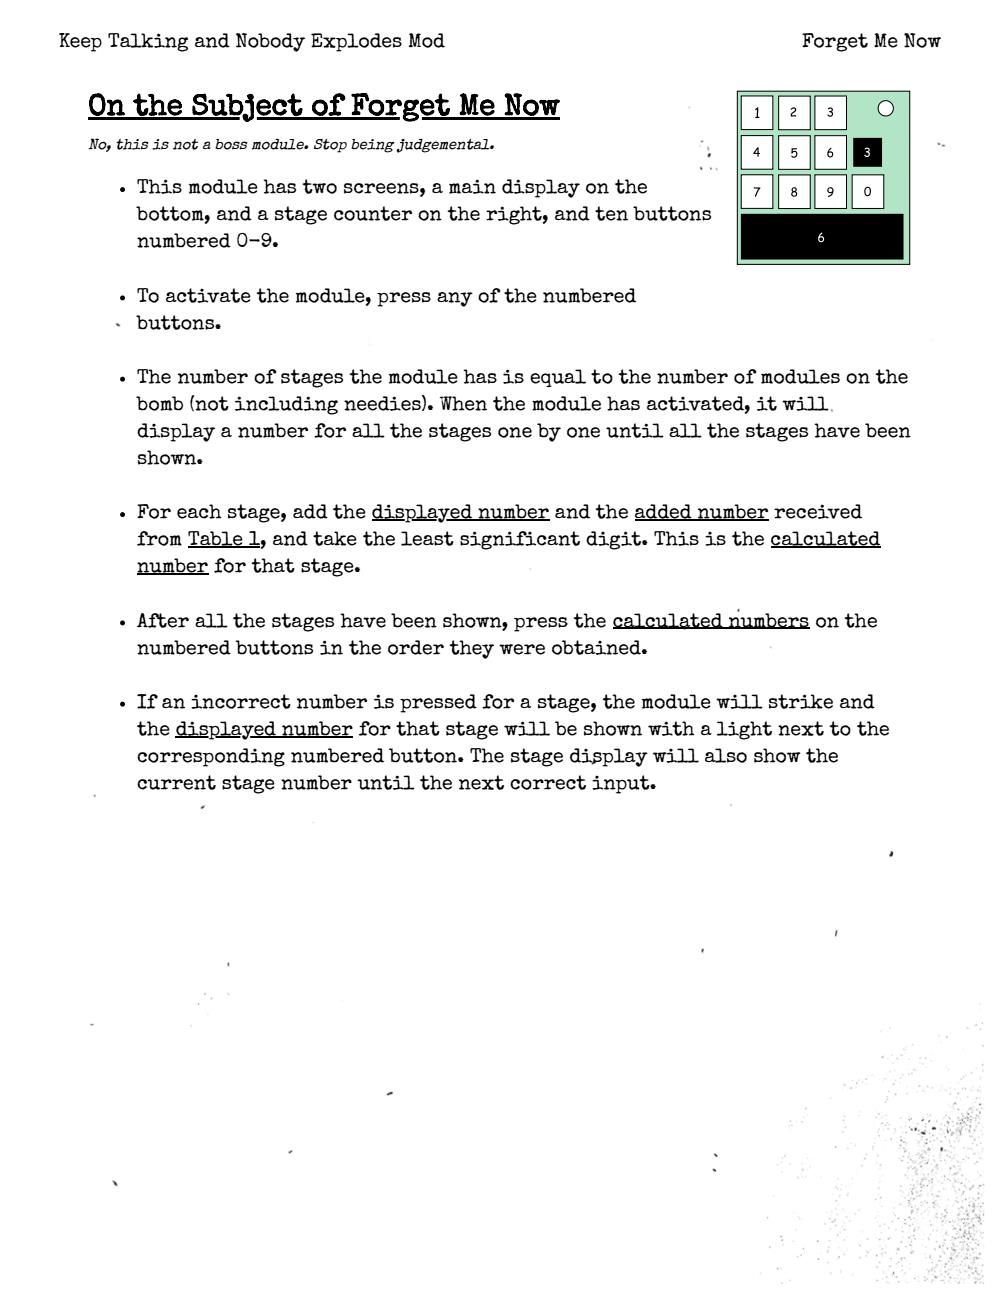 Keep Talking and Nobody Explodes Mod
Forget Me Now
On the Subject of Forget Me Now
No, this is not a boss module. Stop being judgemental.
1 2 3
4 5 6 3
7 8 9 0
6
• This module has two screens, a main display on the
bottom, and a stage counter on the right, and ten buttons
numbered 0-9.
• To activate the module, press any of the numbered
buttons.
• The number of stages the module has is equal to the number of modules on the
bomb (not including needies). When the module has activated, it will
display a number for all the stages one by one until all the stages have been
shown.
• For each stage, add the displayed number and the added number received
from Table 1, and take the least significant digit. This is the calculated
number for that stage.
• After all the stages have been shown, press the calculated numbers on the
numbered buttons in the order they were obtained.
• If an incorrect number is pressed for a stage, the module will strike and
the displayed number for that stage will be shown with a light next to the
corresponding numbered button. The stage display will also show the
current stage number until the next correct input.